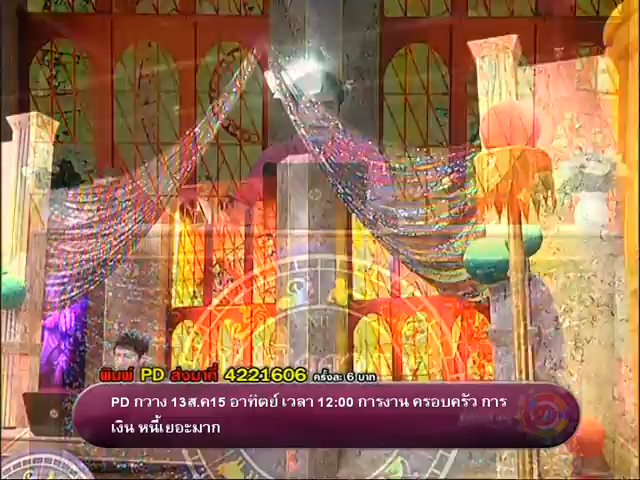 พิมพ์ PD ส่งมาที่ 4221606 ครั้งละ 6 บาท
PD กวาง 13ส.ค15 อาทิตย์ เวลา 12:00 การงาน ครอบครัว การ
เงิน หนี้เยอะมาก